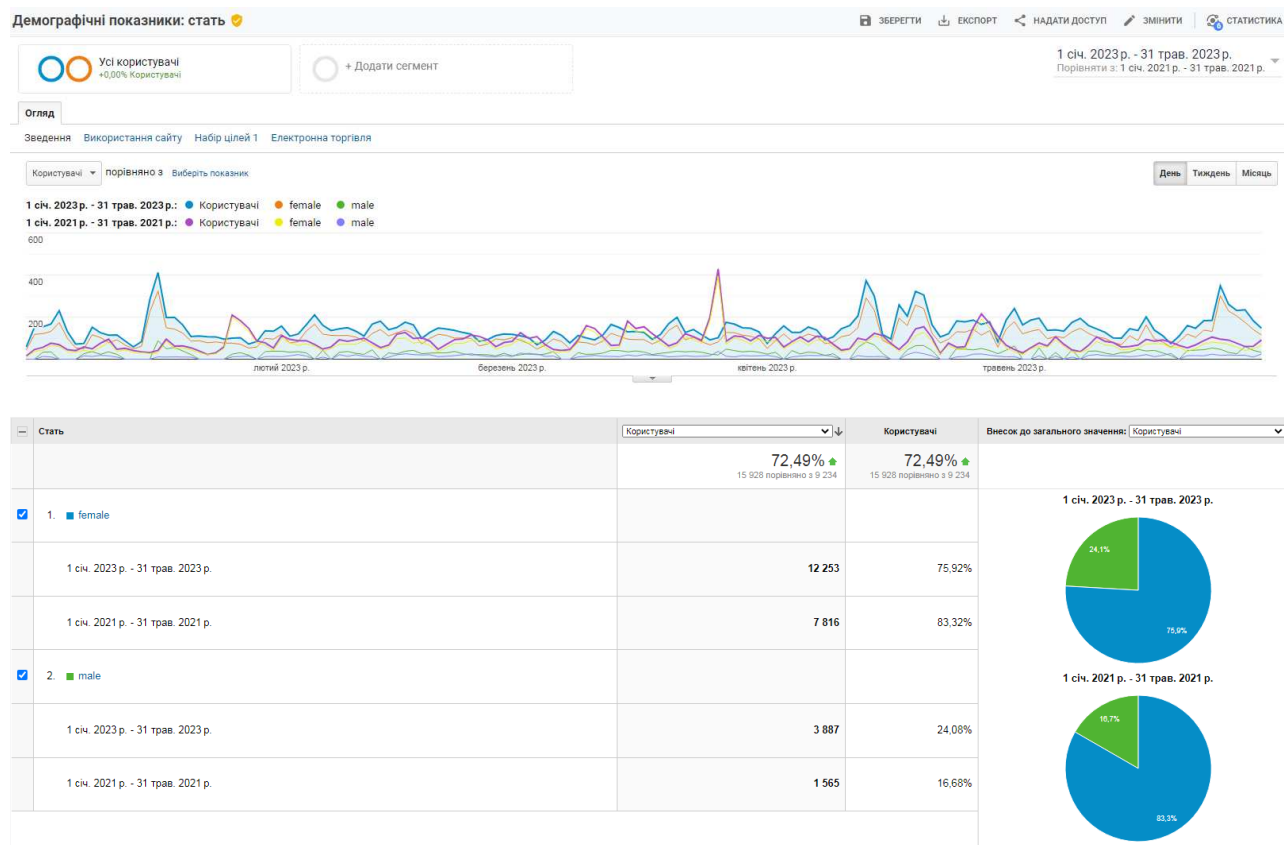 Демографічні показники: стать
ЗБЕРЕГТИ ЕКСПОРТ НАДАТИ ДОСТУП ЗМІНИТИ 6 СТАТИСТИКА
Усі користувачі
+0,00% Користувачі
+ Додати сегмент
1 січ. 2023 р. - 31 трав. 2023 р.
Порівняти з: 1 січ. 2021 р. - 31 трав. 2021 р.
Огляд
Зведення Використання сайту Набір цілей 1 Електронна торгівля
Користувачі порівняно з Виберіть показник
День Тиждень Місяць
1 січ. 2023 р. - 31 трав. 2023 р.: Користувачі female male
1 січ. 2021 р. - 31 трав. 2021 р.: Користувачі female male
600
400
200
лютий 2023 р. березень 2023 р. квітень 2023 р. травень 2023 р.
Стать Користувачі Користувачі Внесок до загального значення: Користувачі
72,49% 72,49%
15 928 порівняно з 9 234 15 928 порівняно з 9 234
1. female
1 січ. 2023 р. - 31 трав. 2023 р. 12 253 75,92%
1 січ. 2021 р. - 31 трав. 2021 р. 7 816 83,32%
2. male
1 січ. 2023 р. - 31 трав. 2023 р. 3 887 24,08%
1 січ. 2021 р. - 31 трав. 2021 р. 1 565 16,68%
1 січ. 2023 р. - 31 трав. 2023 р.
24,1%
75,9%
1 січ. 2021 р. - 31 трав. 2021 р.
16,7%
83,3%